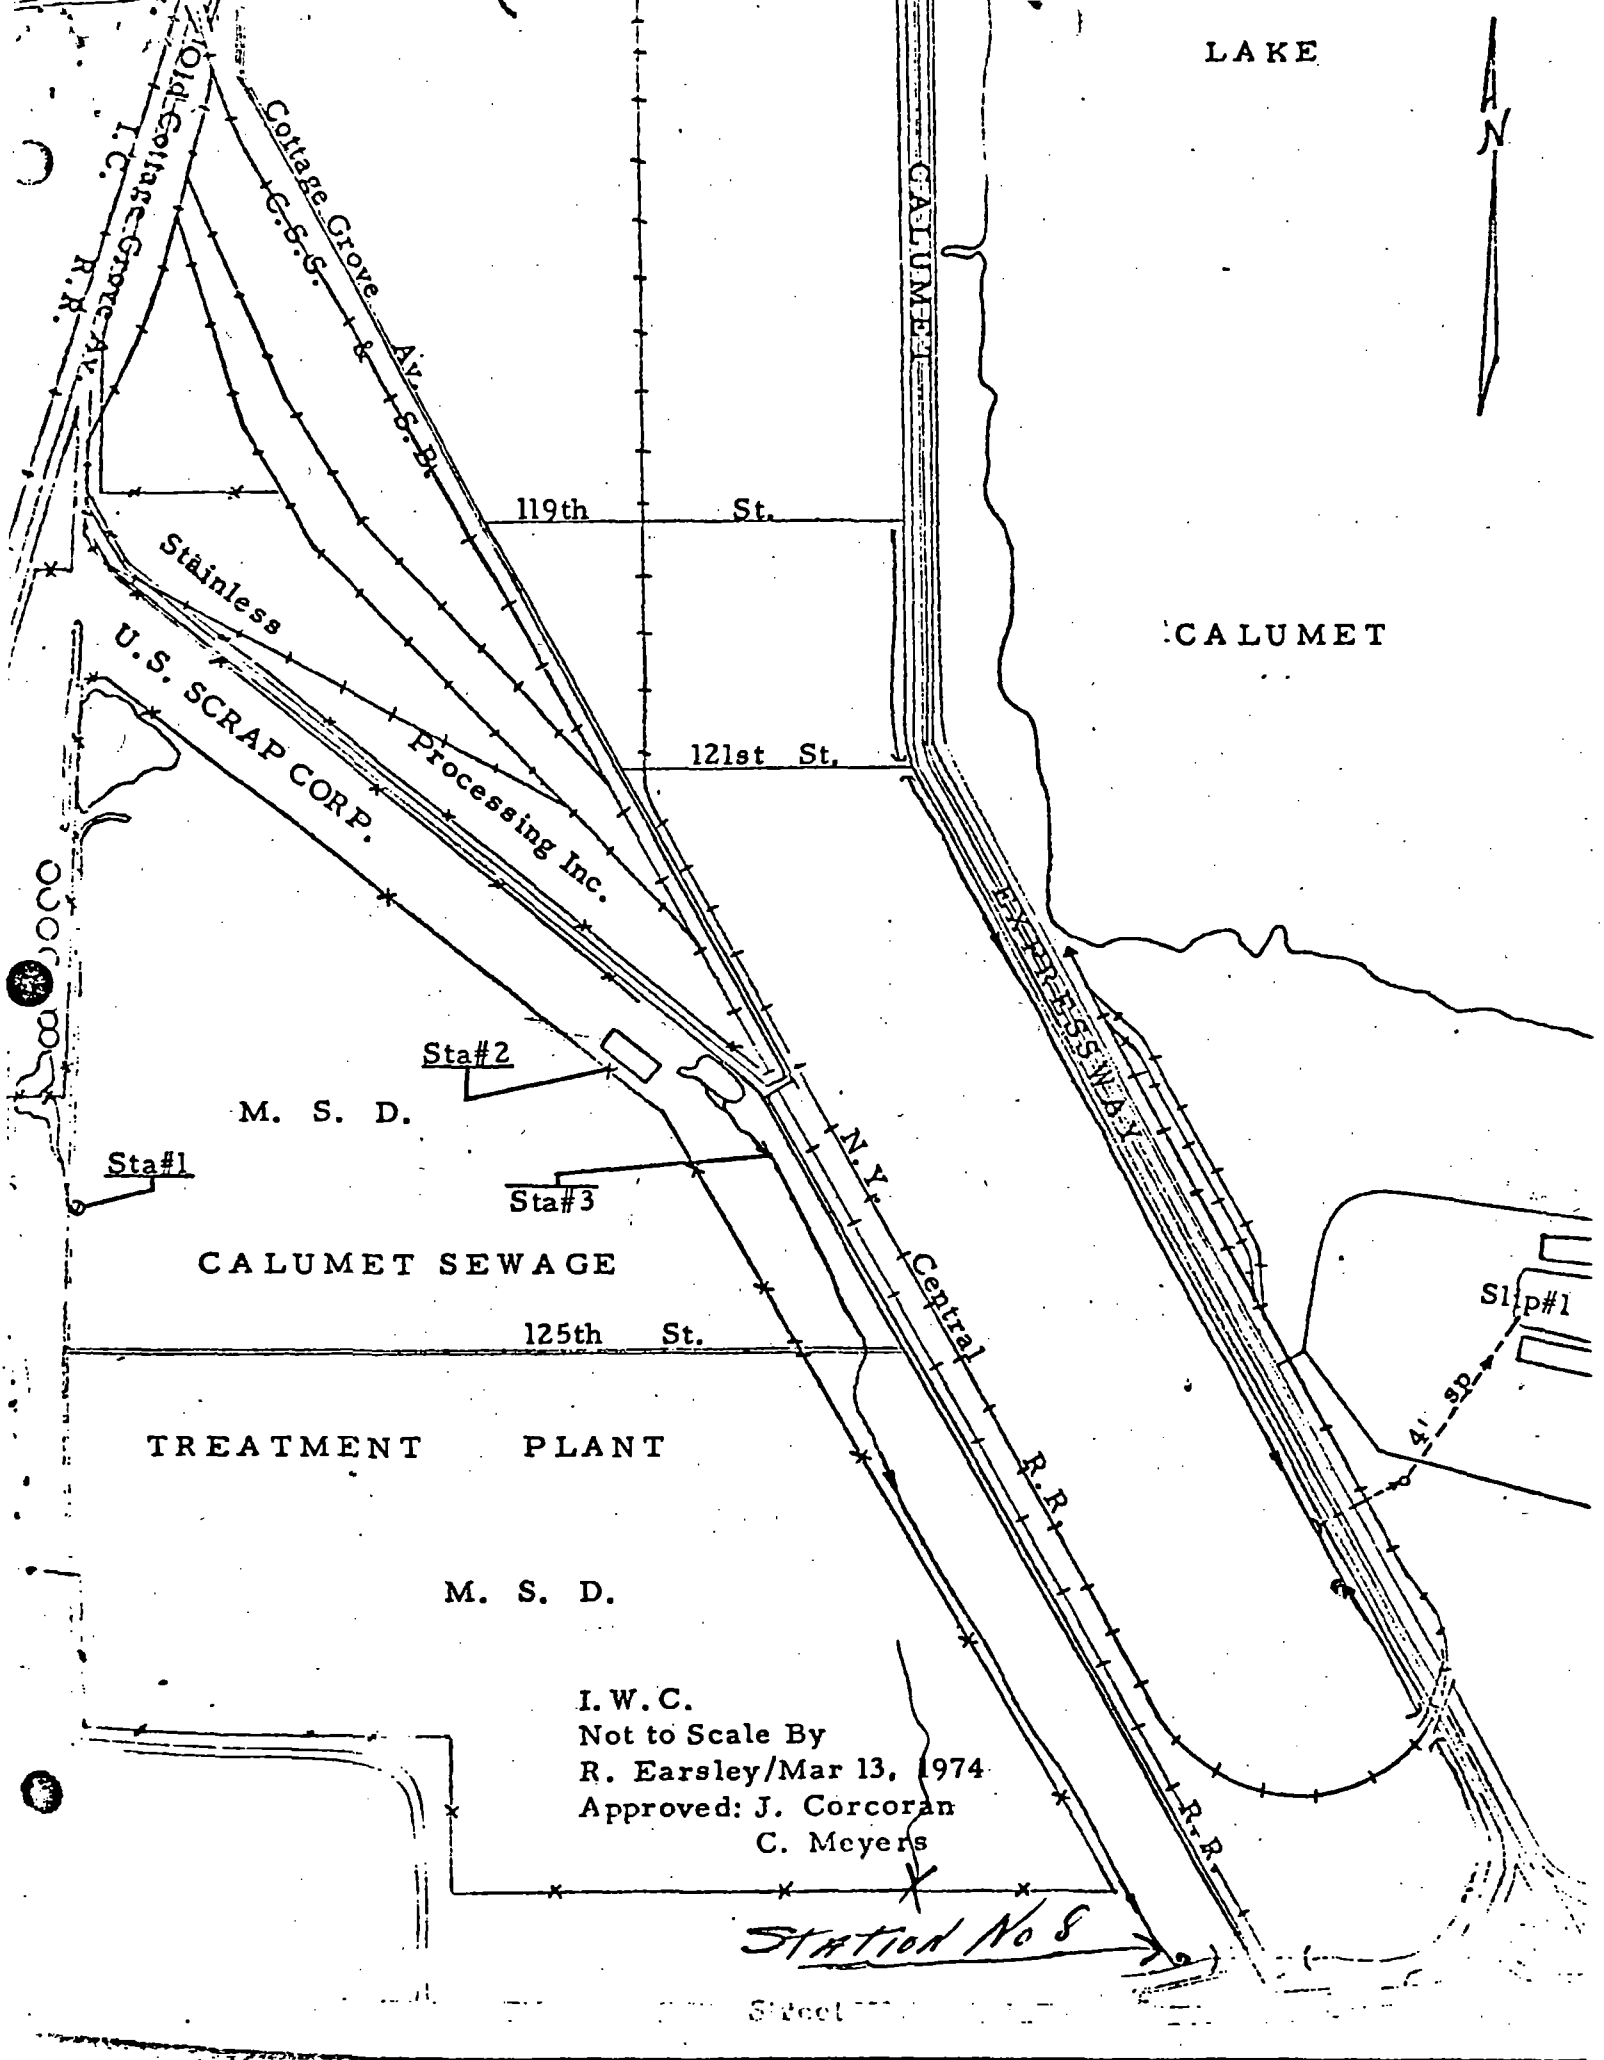 LAKE
N
Old Cottage Grove Av.
I. C. R.R.
Cottage Grove Av.
C.S.S. & S.B.
CALUMET
119th St.
Stainless
Processing Inc.
U.S. SCRAP CORP.
CALUMET
121st St.
EXPRESSWAY
Sta#2
M. S. D.
Sta#1
Sta#3
N.Y. Central R.R.
CALUMET SEWAGE
Slip#1
4' sp
125th St.
TREATMENT PLANT
M. S. D.
I. W. C.
Not to Scale By
R. Earsley/Mar 13, 1974
Approved: J. Corcoran
C. Meyers
R.R.
STATION No 8
Street